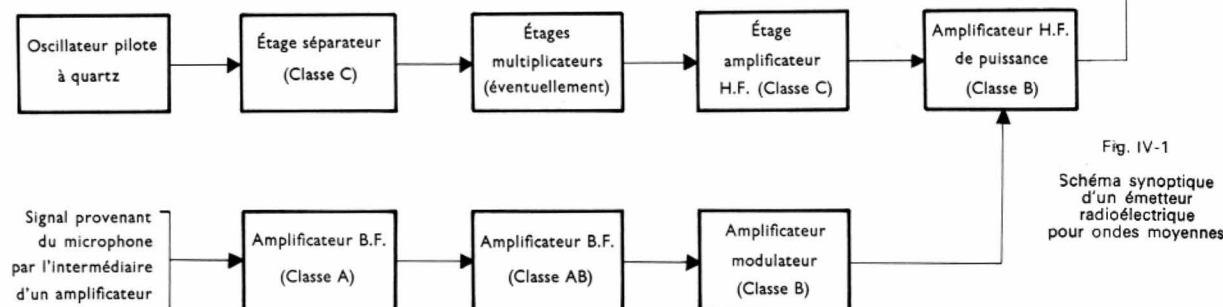 Oscillateur pilote
à quartz
Étage séparateur
(Classe C)
Étages
multiplicateurs
(éventuellement)
Étage
amplificateur
H.F. (Classe C)
Amplificateur H.F.
de puissance
(Classe B)
Fig. IV-1
Schéma synoptique
d'un émetteur
radioélectrique
pour ondes moyennes
Signal provenant
du microphone
par l'intermédiaire
d'un amplificateur
Amplificateur B.F.
(Classe A)
Amplificateur B.F.
(Classe AB)
Amplificateur
modulateur
(Classe B)